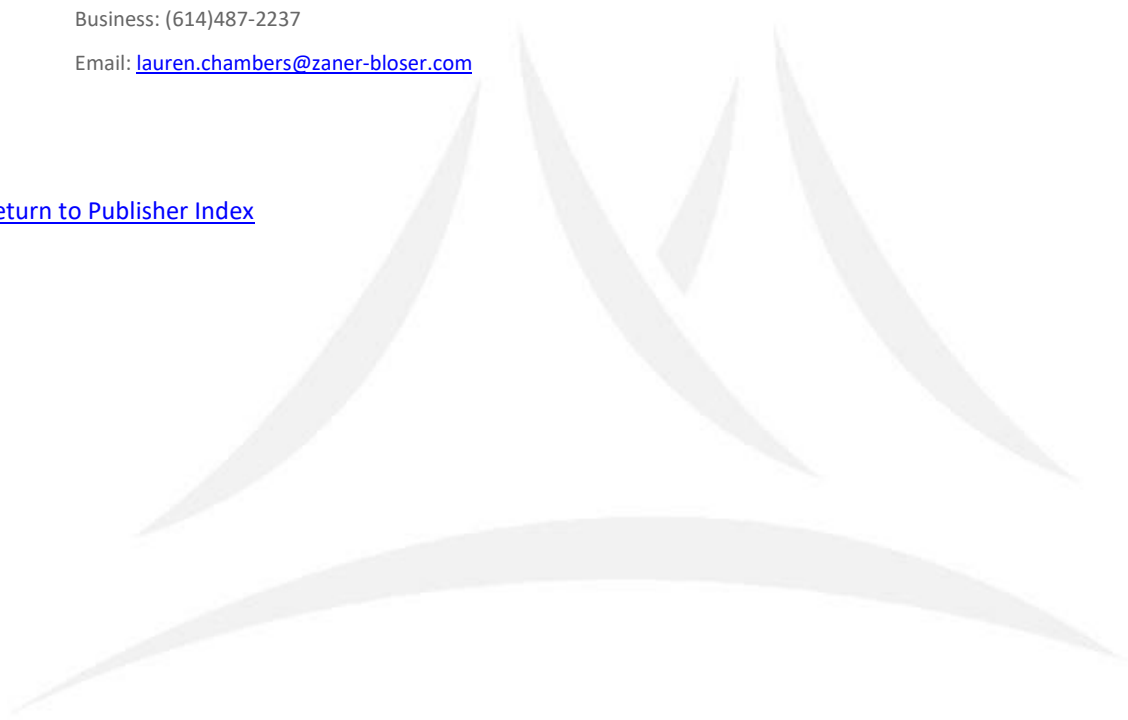 Business: (614)487-2237
Email: lauren.chambers@zaner-bloser.com
eturn to Publisher Index